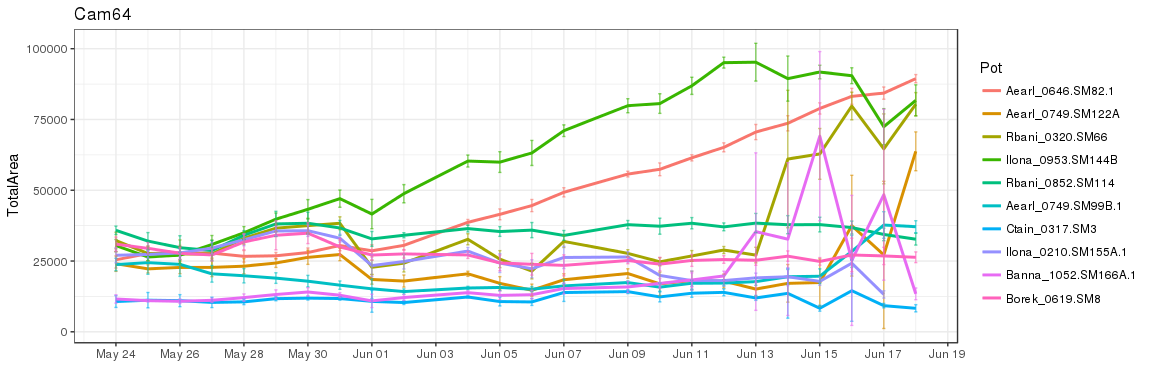 Cam64
TotalArea
100000
75000
50000
25000
0
May 24 May 26 May 28 May 30 Jun 01 Jun 03 Jun 05 Jun 07 Jun 09 Jun 11 Jun 13 Jun 15 Jun 17 Jun 19
Pot
Aearl_0646.SM82.1
Aearl_0749.SM122A
Rbani_0320.SM66
Ilona_0953.SM144B
Rbani_0852.SM114
Aearl_0749.SM99B.1
Ctain_0317.SM3
Ilona_0210.SM155A.1
Banna_1052.SM166A.1
Borek_0619.SM8